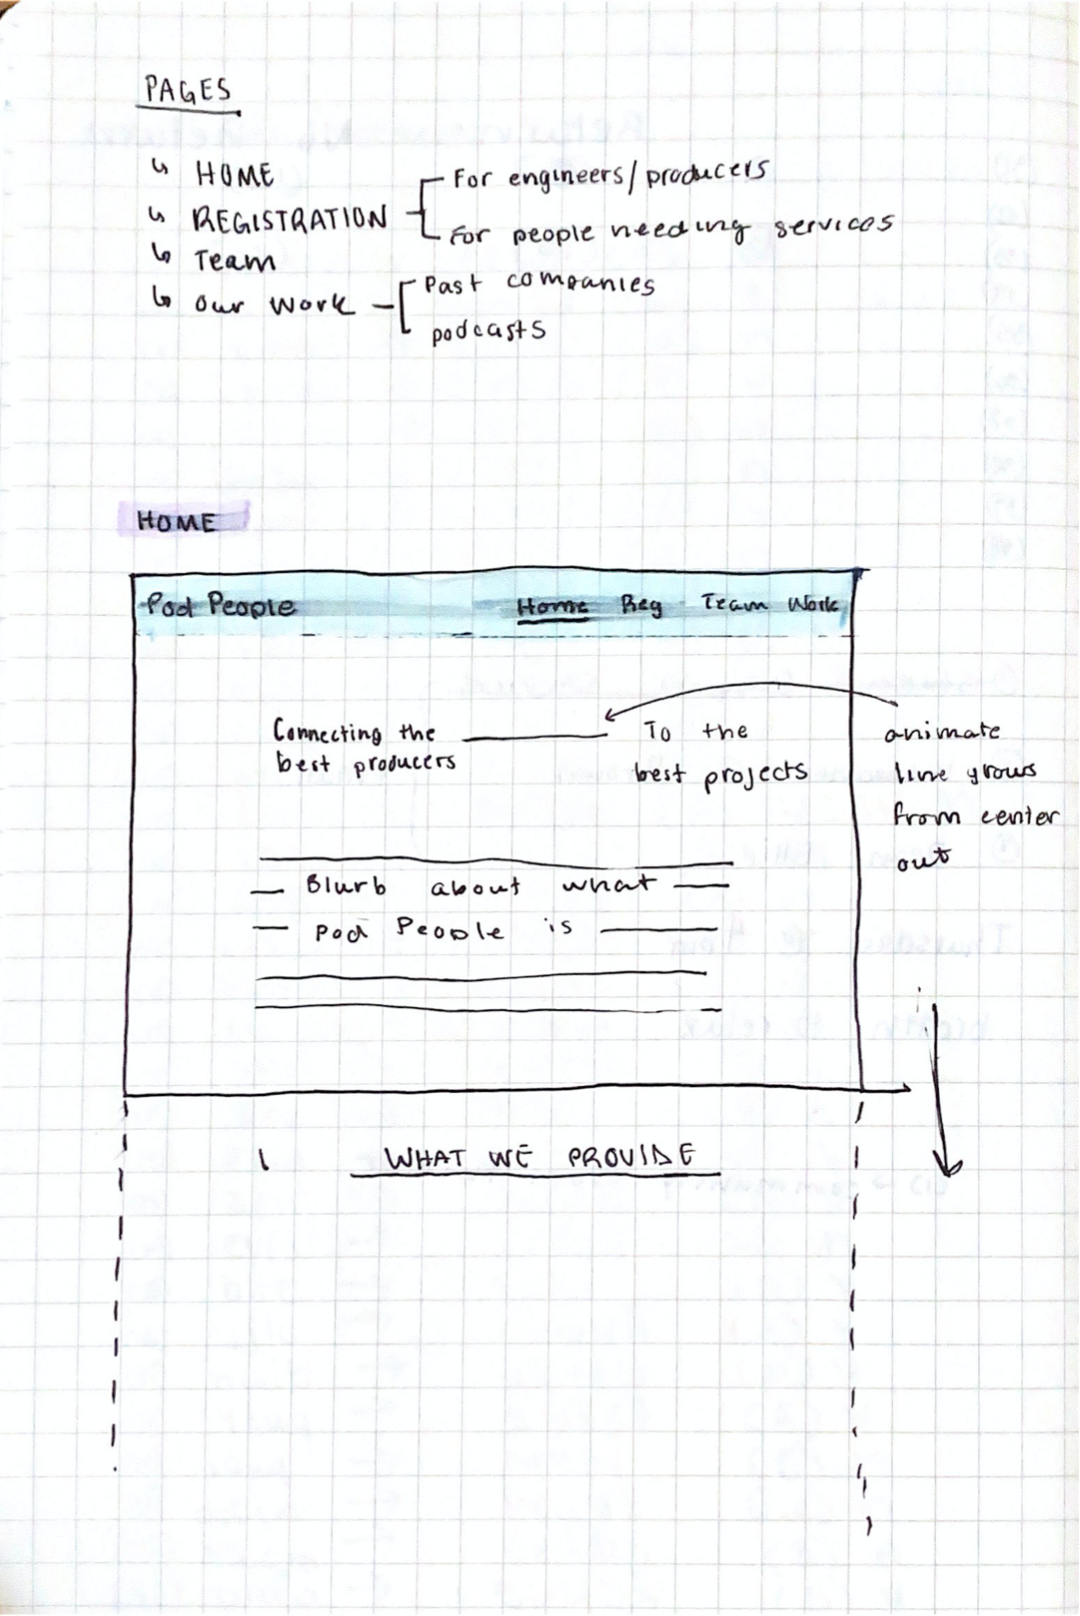 PAGES
↳ HOME
For engineers/producers
↳ REGISTRATION
For people needing services
↳ Team
↳ our work
Past companies
podcasts
HOME
Pod People Home Reg Team Work
Connecting the
best producers
To the
best projects
animate
line grows
from center
out
Blurb about what
Pod People is
WHAT WE PROVIDE